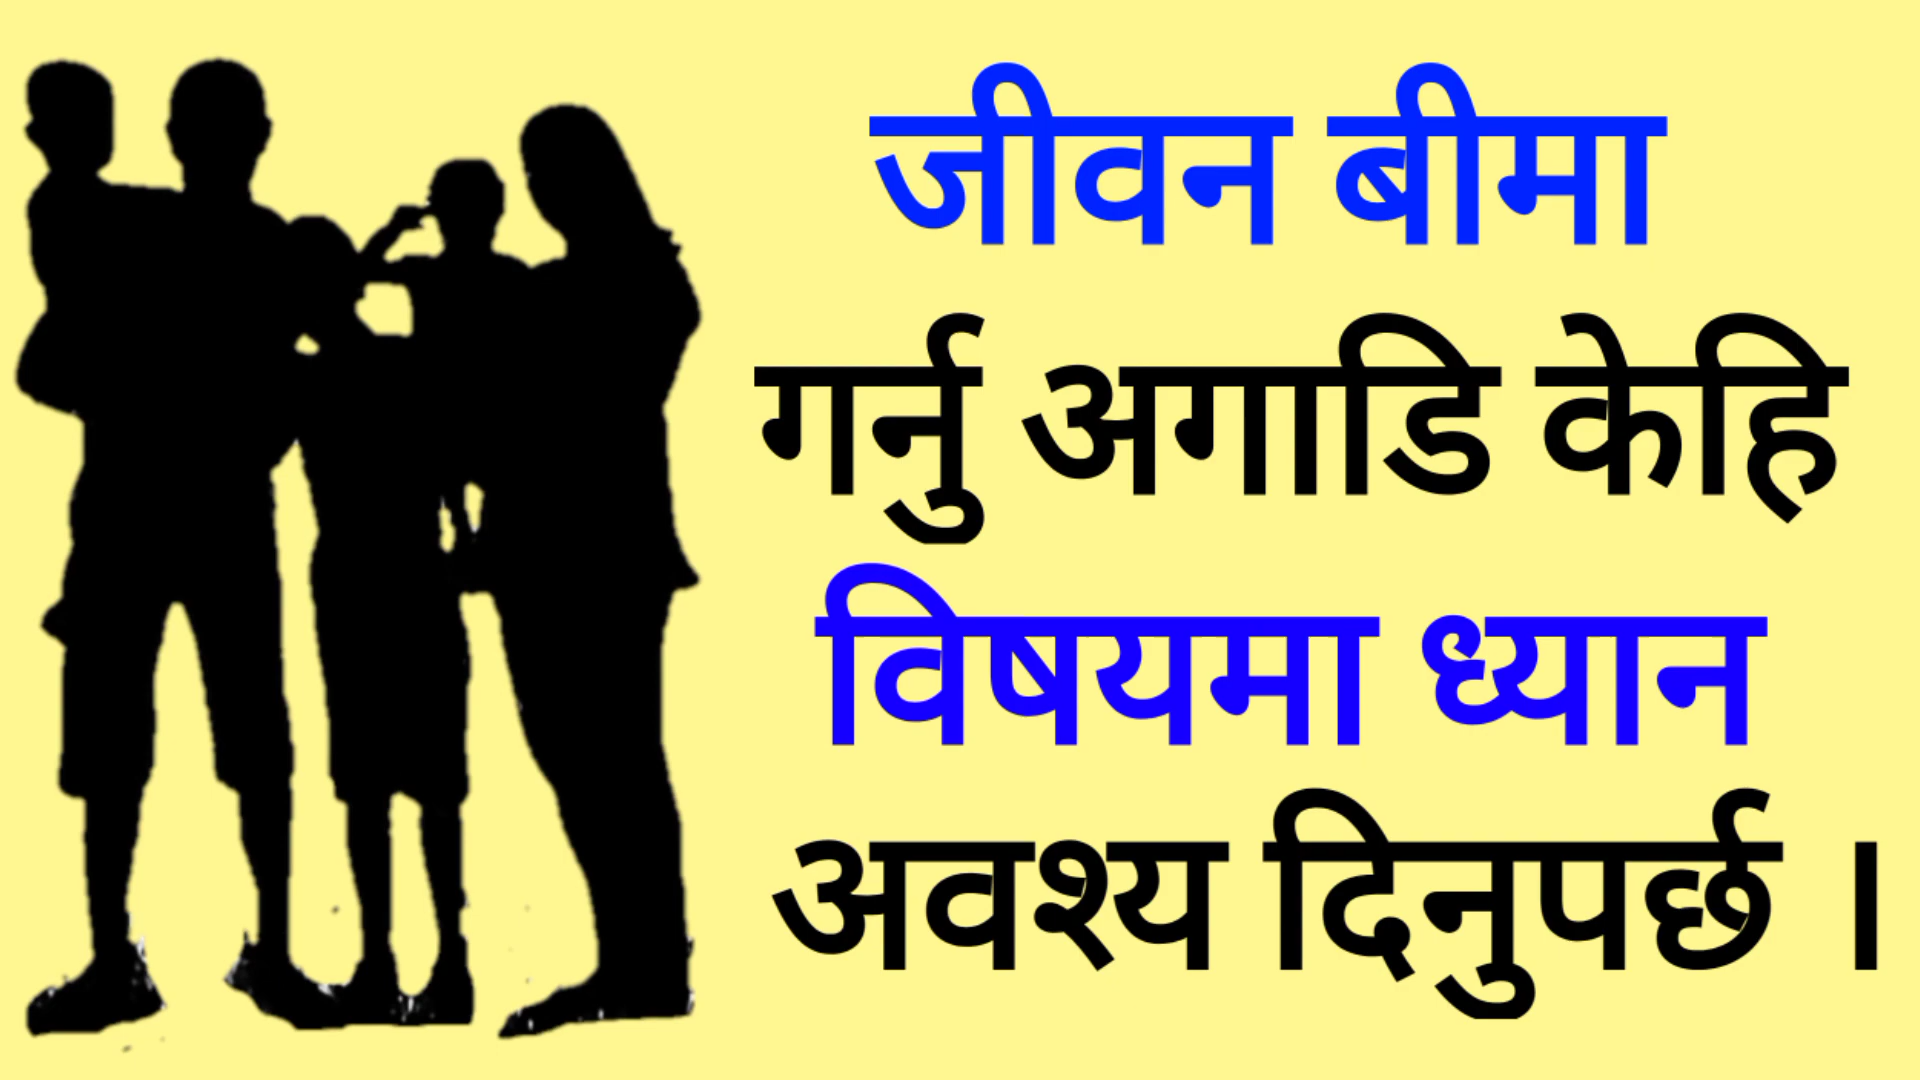 जीवन बीमा
गर्नु अगाडि केहि
विषयमा ध्यान
अवश्य दिनुपर्छ ।